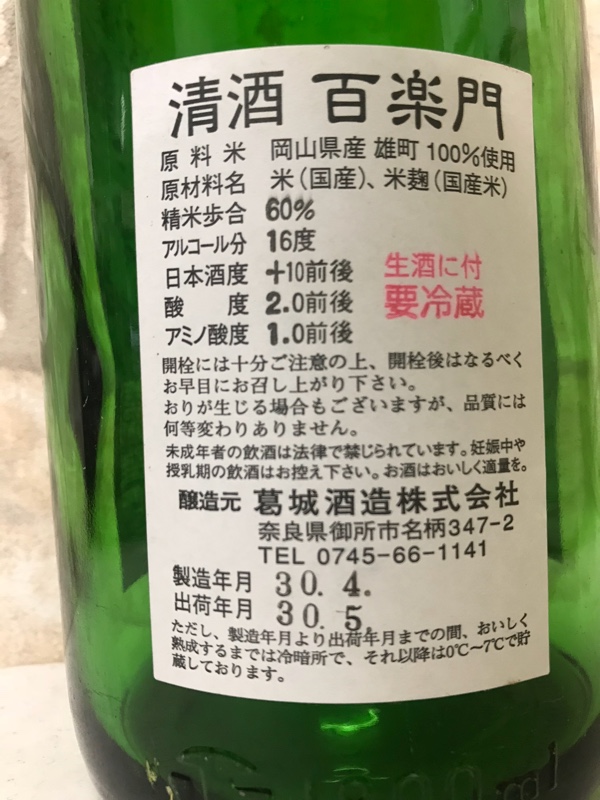 清酒 百楽門
原料米 岡山県産 雄町 100%使用
原材料名 米(国産)、米麹(国産米)
精米歩合 60%
アルコール分 16度
日本酒度 +10前後
酸度 2.0前後
アミノ酸度 1.0前後
生酒に付
要冷蔵
開栓には十分ご注意の上、開栓後はなるべく
お早目にお召し上がり下さい。
おりが生じる場合もございますが、品質には
何等変わりありません。
未成年者の飲酒は法律で禁じられています。妊娠中や
授乳期の飲酒はお控え下さい。お酒はおいしく適量を。
醸造元 葛城酒造株式会社
奈良県御所市名柄347-2
TEL 0745-66-1141
製造年月 30. 4.
出荷年月 30. 5.
ただし、製造年月より出荷年月までの間、おいしく
熟成するまでは冷暗所で、それ以降は0℃〜7℃で貯
蔵しております。